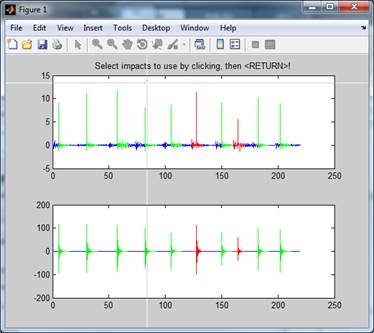 Figure 1
File Edit View Insert Tools Desktop Window Help
Select impacts to use by clicking, then <RETURN>!
15
10
5
0
-5
0 50 100 150 200 250
200
100
0
-100
-200
0 50 100 150 200 250